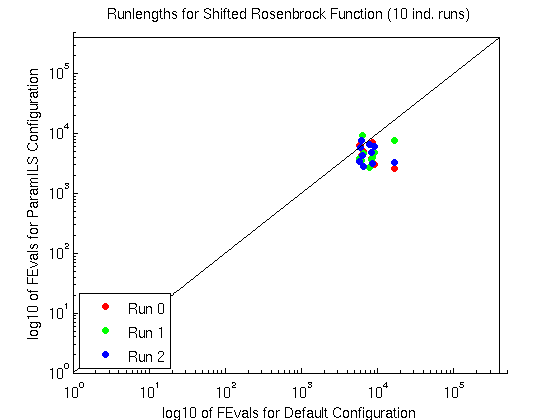 Runlengths for Shifted Rosenbrock Function (10 ind. runs)
log10 of FEvals for ParamILS Configuration
10^5
10^4
10^3
10^2
10^1
10^0
Run 0
Run 1
Run 2
10^0 10^1 10^2 10^3 10^4 10^5
log10 of FEvals for Default Configuration